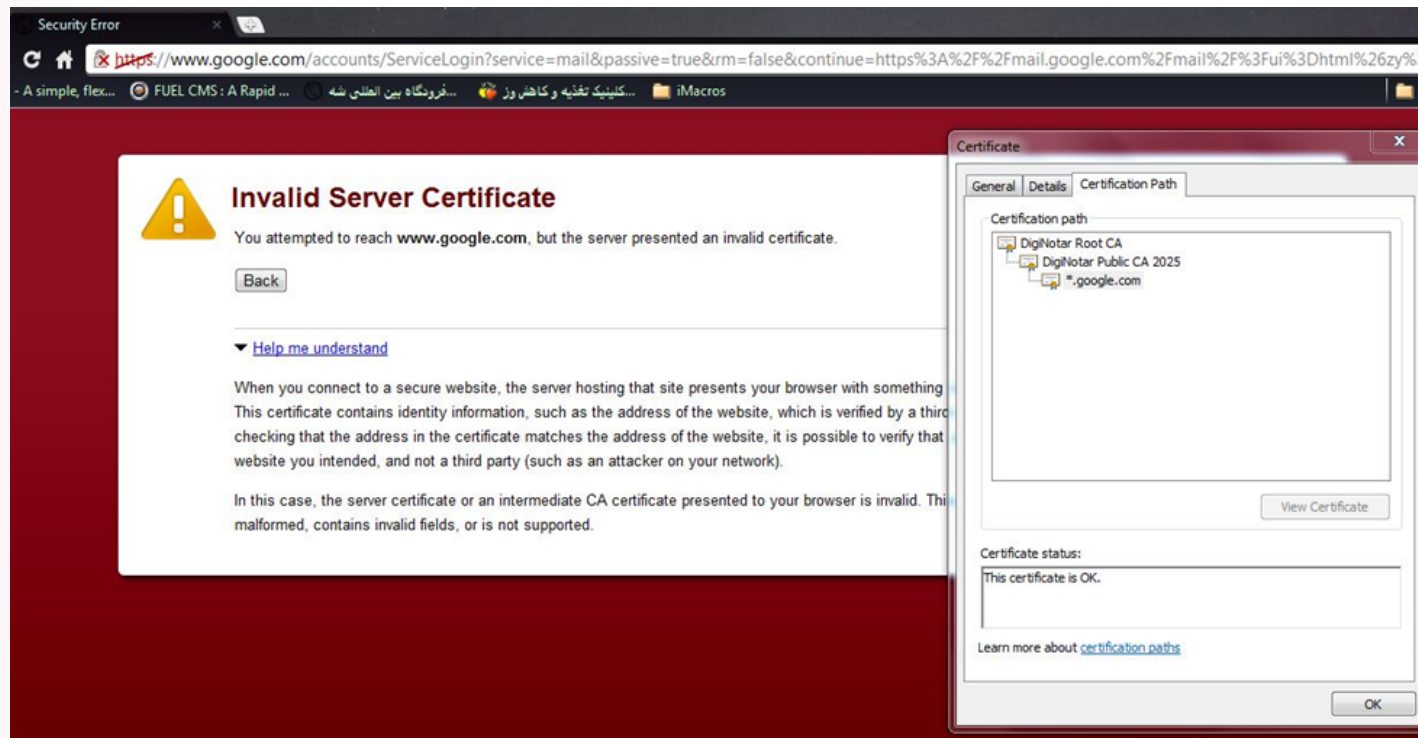 Security Error
https://www.google.com/accounts/ServiceLogin?service=mail&passive=true&rm=false&continue=https%3A%2F%2Fmail.google.com%2Fmail%2F%3Fui%3Dhtml%26zy%
- A simple, flex... FUEL CMS : A Rapid ... فرودگاه بین المللی شه... کلینیک تغذیه و کاهش وز... iMacros
Invalid Server Certificate
You attempted to reach www.google.com, but the server presented an invalid certificate.
Back
Help me understand
When you connect to a secure website, the server hosting that site presents your browser with something
This certificate contains identity information, such as the address of the website, which is verified by a third
checking that the address in the certificate matches the address of the website, it is possible to verify that
website you intended, and not a third party (such as an attacker on your network).
In this case, the server certificate or an intermediate CA certificate presented to your browser is invalid. Thi
malformed, contains invalid fields, or is not supported.
Certificate
General Details Certification Path
Certification path
DigiNotar Root CA
DigiNotar Public CA 2025
*.google.com
View Certificate
Certificate status:
This certificate is OK.
Learn more about certification paths
OK